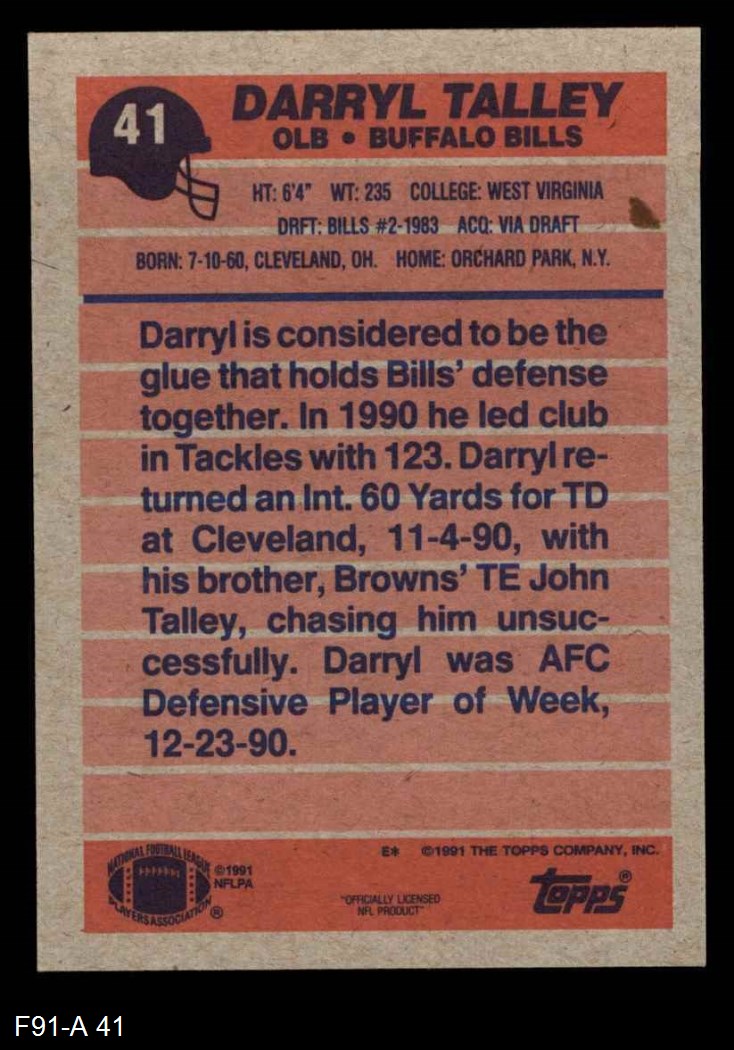 41
DARRYL TALLEY
OLB • BUFFALO BILLS
HT: 6'4" WT: 235 COLLEGE: WEST VIRGINIA
DRFT: BILLS #2-1983 ACQ: VIA DRAFT
BORN: 7-10-60, CLEVELAND, OH. HOME: ORCHARD PARK, N.Y.
Darryl is considered to be the
glue that holds Bills' defense
together. In 1990 he led club
in Tackles with 123. Darryl re-
turned an Int. 60 Yards for TD
at Cleveland, 11-4-90, with
his brother, Browns' TE John
Talley, chasing him unsuc-
cessfully. Darryl was AFC
Defensive Player of Week,
12-23-90.
E* ©1991 THE TOPPS COMPANY, INC.
NATIONAL FOOTBALL LEAGUE
PLAYERS ASSOCIATION ®
©1991
NFLPA
"OFFICIALLY LICENSED
NFL PRODUCT"
topps®
F91-A 41